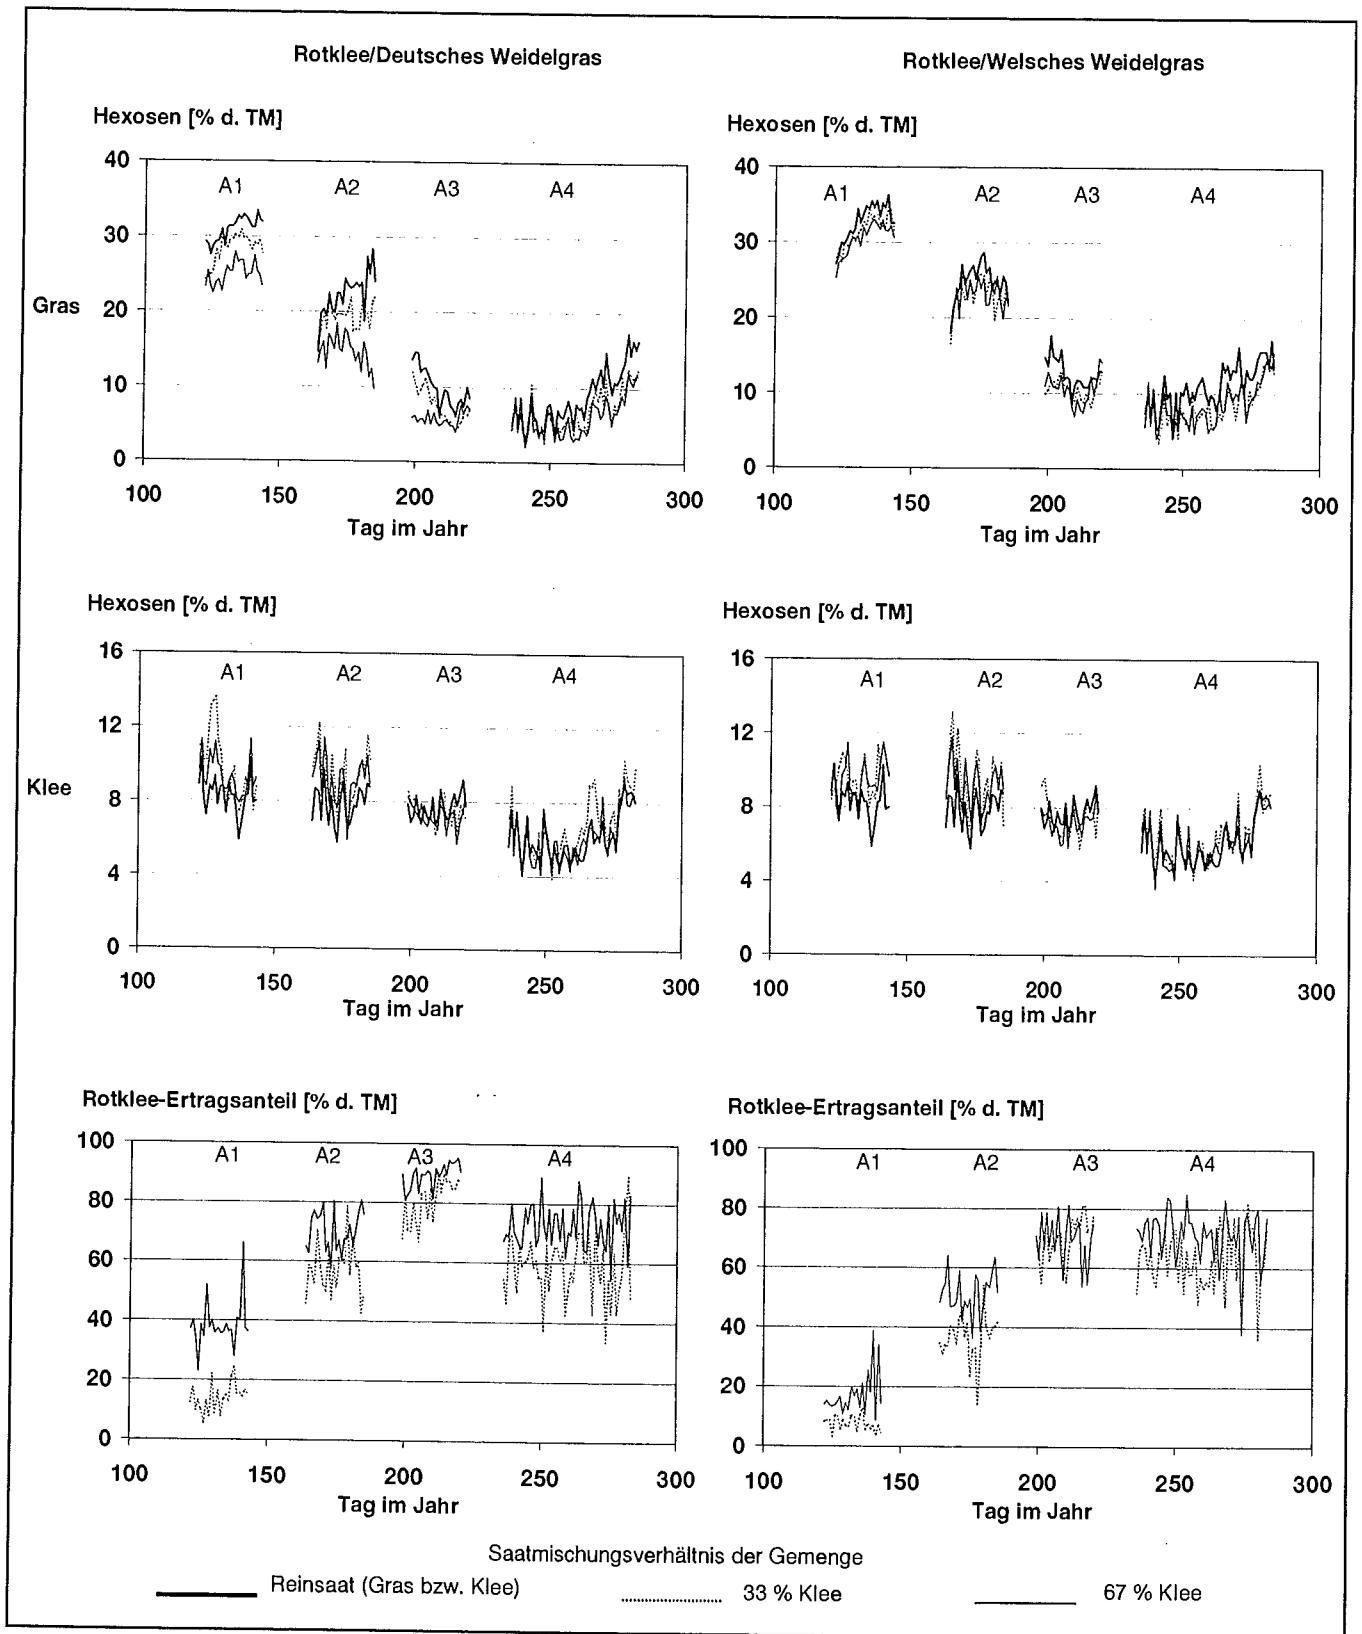 Rotklee/Deutsches Weidelgras
Rotklee/Welsches Weidelgras
Hexosen [% d. TM]
Hexosen [% d. TM]
40
30
20
10
0
A1
A2
A3
A4
Gras
100
150
200
250
300
Tag im Jahr
40
30
20
10
0
A1
A2
A3
A4
100
150
200
250
300
Tag im Jahr
Hexosen [% d. TM]
Hexosen [% d. TM]
16
12
8
4
0
A1
A2
A3
A4
Klee
100
150
200
250
300
Tag im Jahr
16
12
8
4
0
A1
A2
A3
A4
100
150
200
250
300
Tag im Jahr
Rotklee-Ertragsanteil [% d. TM]
Rotklee-Ertragsanteil [% d. TM]
100
80
60
40
20
0
A1
A2
A3
A4
100
150
200
250
300
Tag im Jahr
100
80
60
40
20
0
A1
A2
A3
A4
100
150
200
250
300
Tag im Jahr
Saatmischungsverhältnis der Gemenge
Reinsaat (Gras bzw. Klee)
33 % Klee
67 % Klee